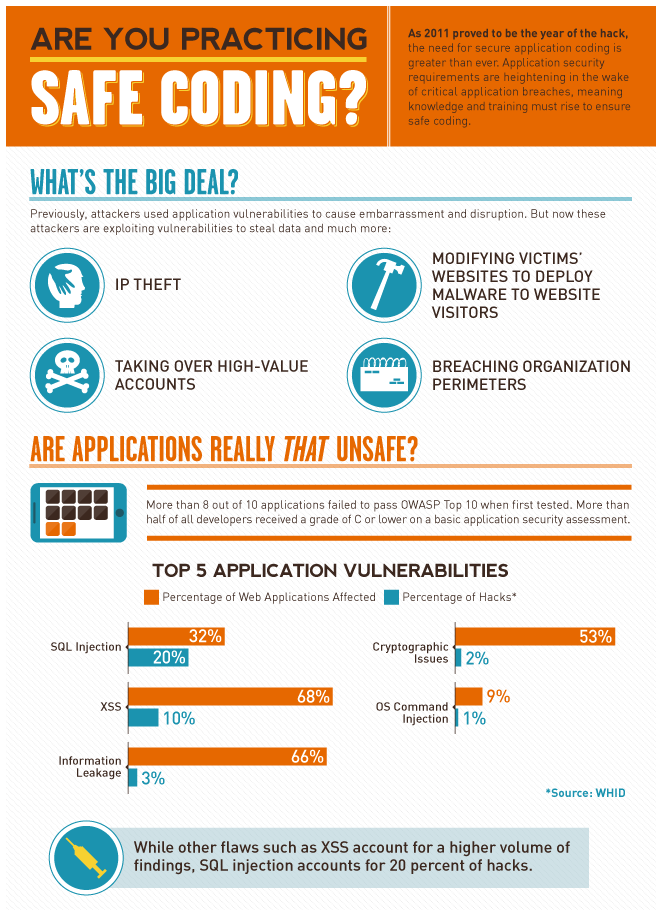 ARE YOU PRACTICING
SAFE CODING?
As 2011 proved to be the year of the hack,
the need for secure application coding is
greater than ever. Application security
requirements are heightening in the wake
of critical application breaches, meaning
knowledge and training must rise to ensure
safe coding.
WHAT'S THE BIG DEAL?
Previously, attackers used application vulnerabilities to cause embarrassment and disruption. But now these
attackers are exploiting vulnerabilities to steal data and much more:
IP THEFT
MODIFYING VICTIMS'
WEBSITES TO DEPLOY
MALWARE TO WEBSITE
VISITORS
TAKING OVER HIGH-VALUE
ACCOUNTS
BREACHING ORGANIZATION
PERIMETERS
ARE APPLICATIONS REALLY THAT UNSAFE?
More than 8 out of 10 applications failed to pass OWASP Top 10 when first tested. More than
half of all developers received a grade of C or lower on a basic application security assessment.
TOP 5 APPLICATION VULNERABILITIES
Percentage of Web Applications Affected
Percentage of Hacks*
SQL Injection
32%
20%
XSS
68%
10%
Information
Leakage
66%
3%
Cryptographic
Issues
53%
2%
OS Command
Injection
9%
1%
*Source: WHID
While other flaws such as XSS account for a higher volume of
findings, SQL injection accounts for 20 percent of hacks.